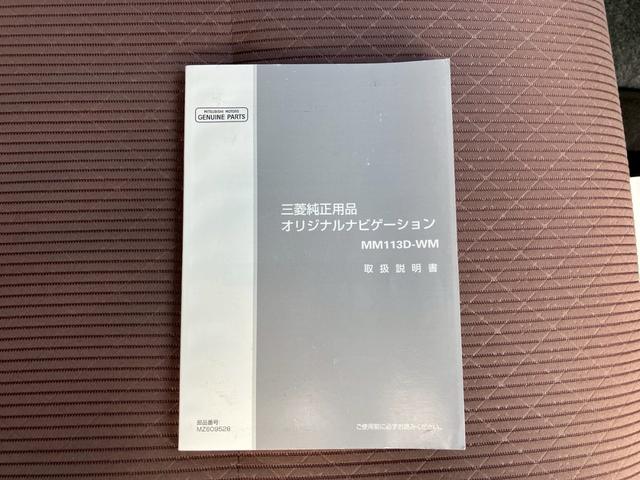 MITSUBISHI MOTORS
GENUINE PARTS
三菱純正用品
オリジナルナビゲーション
MM113D-WM
取扱説明書
部品番号:
MZ609528
ご使用前に必ずお読みください。